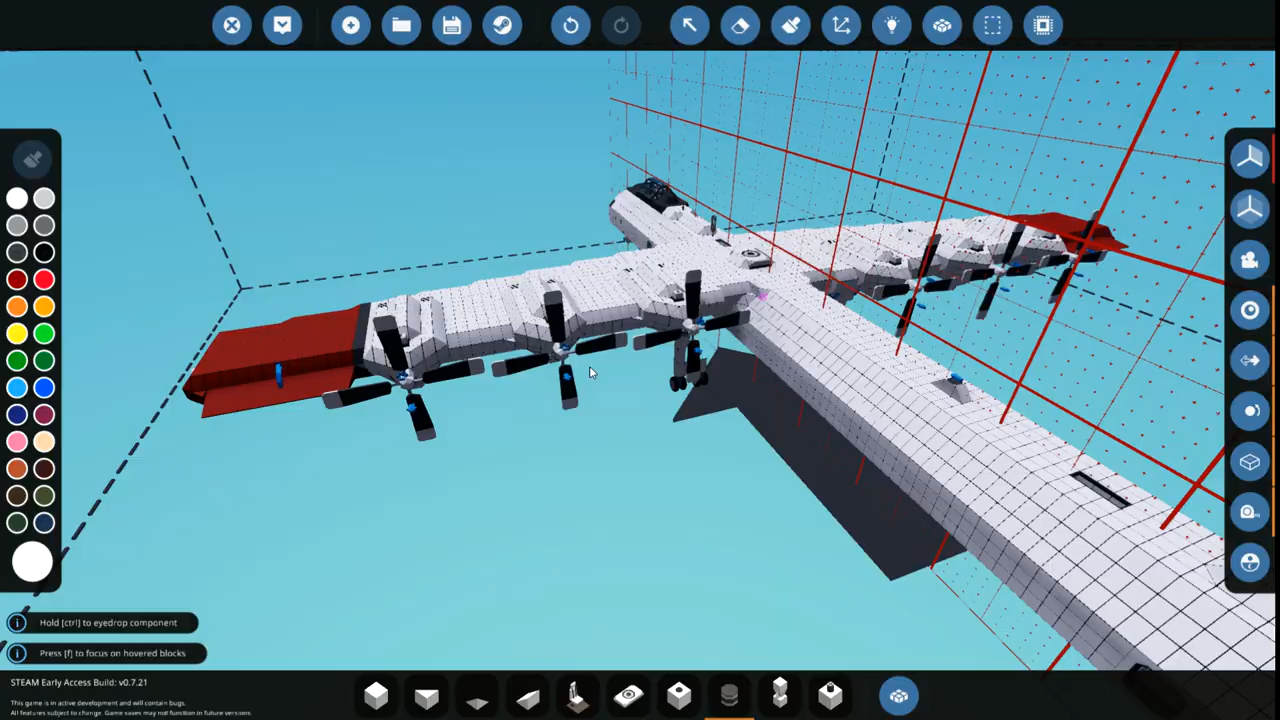 Hold [ctrl] to eyedrop component
Press [f] to focus on hovered blocks
STEAM Early Access Build: v0.7.21
This game is in active development and will contain bugs.
All features subject to change. Game saves may not function in future versions.